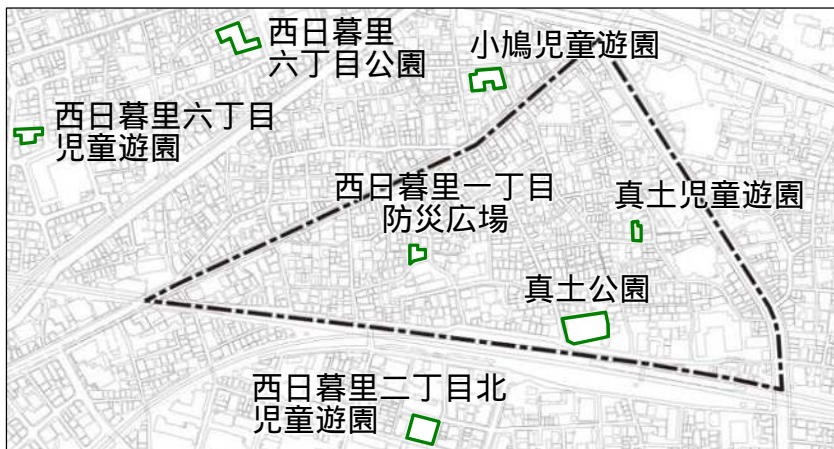 西日暮里
六丁目公園
小鳩児童遊園
西日暮里六丁目
児童遊園
西日暮里一丁目
防災広場
真土児童遊園
真土公園
西日暮里二丁目北
児童遊園